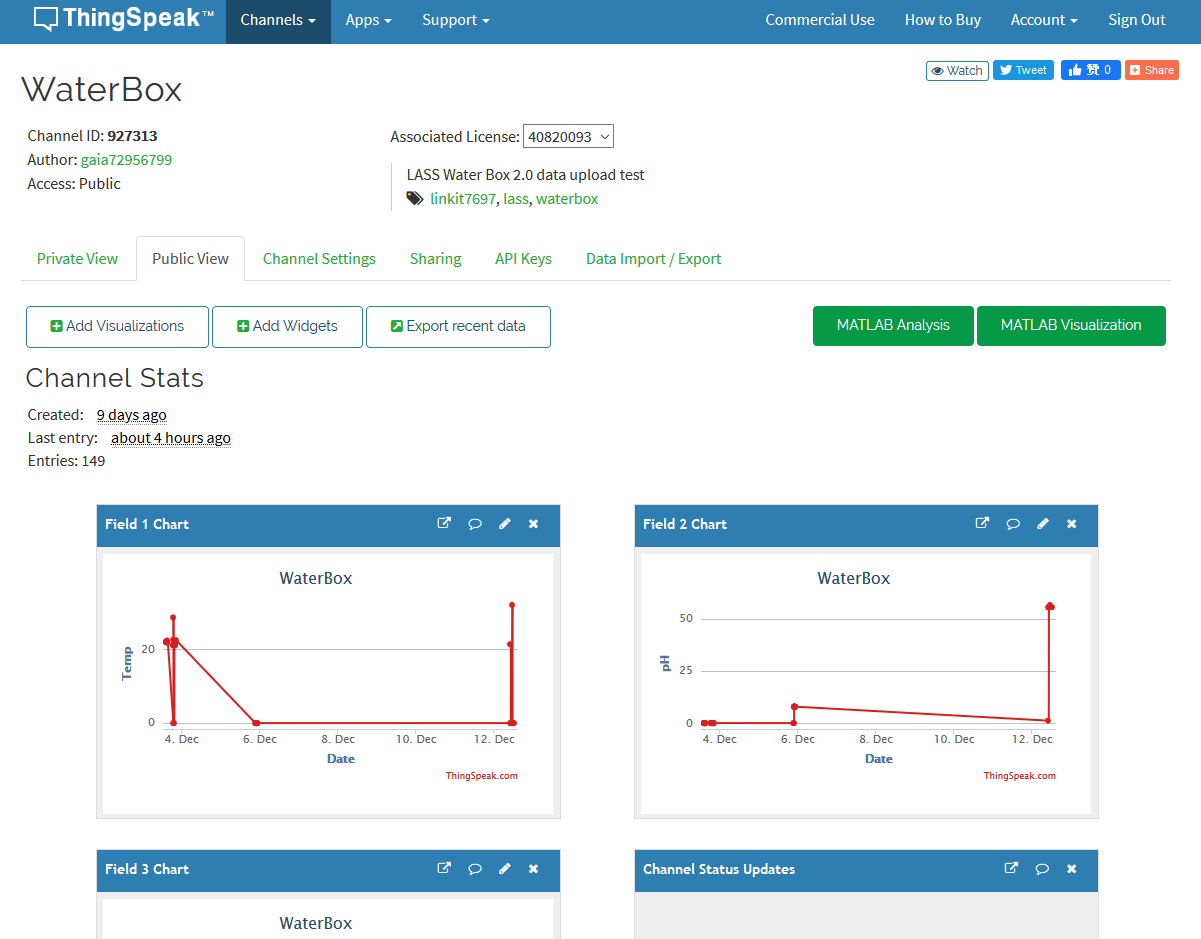 ThingSpeak™ Channels Apps Support Commercial Use How to Buy Account Sign Out
WaterBox
Watch Tweet 赞 0 Share
Channel ID: 927313
Author: gaia72956799
Access: Public
Associated License: 40820093
LASS Water Box 2.0 data upload test
linkit7697, lass, waterbox
Private View Public View Channel Settings Sharing API Keys Data Import / Export
Add Visualizations Add Widgets Export recent data MATLAB Analysis MATLAB Visualization
Channel Stats
Created: 9 days ago
Last entry: about 4 hours ago
Entries: 149
Field 1 Chart
WaterBox
Temp
20
0
4. Dec 6. Dec 8. Dec 10. Dec 12. Dec
Date
ThingSpeak.com
Field 2 Chart
WaterBox
pH
50
25
0
4. Dec 6. Dec 8. Dec 10. Dec 12. Dec
Date
ThingSpeak.com
Field 3 Chart
WaterBox
Channel Status Updates